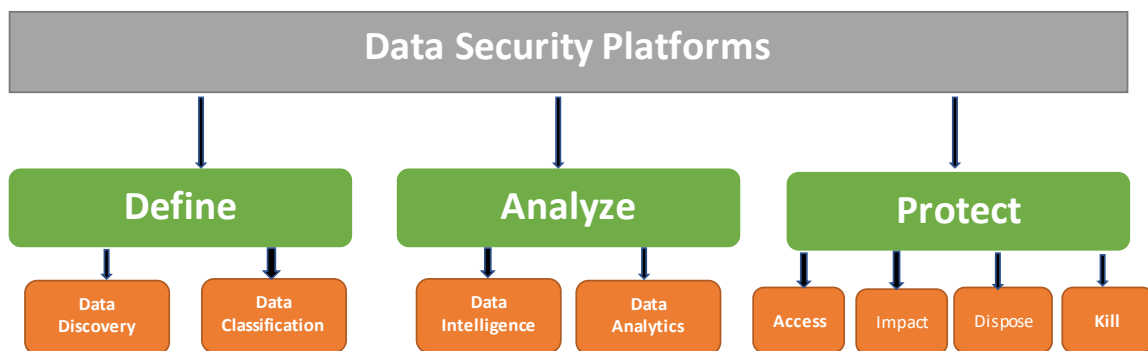 Data Security Platforms
Define
Analyze
Protect
Data
Discovery
Data
Classification
Data
Intelligence
Data
Analytics
Access
Impact
Dispose
Kill